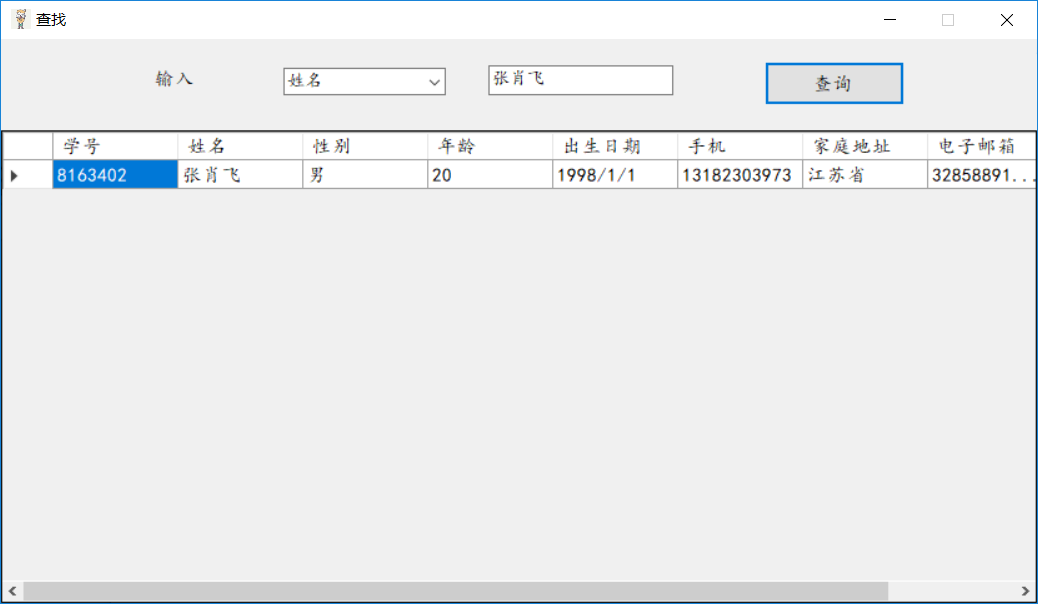 查找
输入 姓名 张肖飞 查询
学号 姓名 性别 年龄 出生日期 手机 家庭地址 电子邮箱
8163402 张肖飞 男 20 1998/1/1 13182303973 江苏省 32858891...